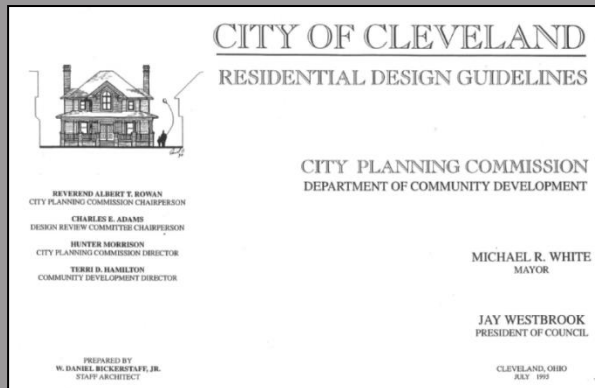 CITY OF CLEVELAND
RESIDENTIAL DESIGN GUIDELINES
CITY PLANNING COMMISSION
DEPARTMENT OF COMMUNITY DEVELOPMENT
REVEREND ALBERT T. ROWAN
CITY PLANNING COMMISSION CHAIRPERSON
CHARLES E. ADAMS
DESIGN REVIEW COMMITTEE CHAIRPERSON
HUNTER MORRISON
CITY PLANNING COMMISSION DIRECTOR
TERRI D. HAMILTON
COMMUNITY DEVELOPMENT DIRECTOR
MICHAEL R. WHITE
MAYOR
JAY WESTBROOK
PRESIDENT OF COUNCIL
PREPARED BY
W. DANIEL BICKERSTAFF, JR.
STAFF ARCHITECT
CLEVELAND, OHIO
JULY